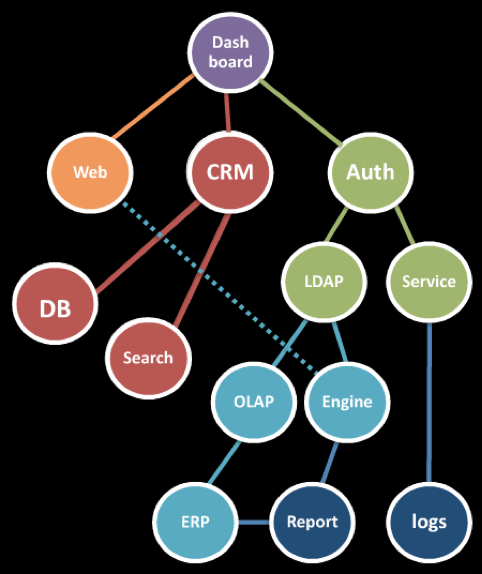 Dash
board
Web
CRM
Auth
LDAP
Service
DB
Search
OLAP
Engine
ERP
Report
logs